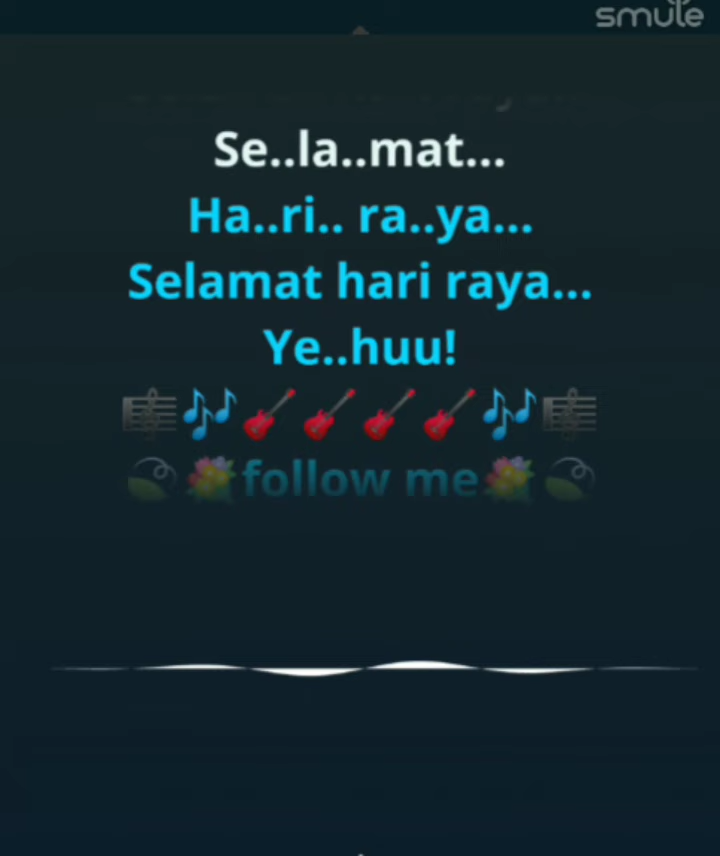 smule
Se..la..mat...
Ha..ri.. ra..ya...
Selamat hari raya...
Ye..huu!
🎼🎶🎸🎸🎸🎸🎶🎼
follow me